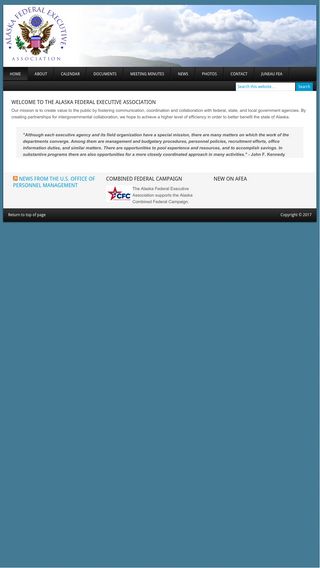 ALASKA FEDERAL EXECUTIVE
ASSOCIATION
HOME ABOUT CALENDAR DOCUMENTS MEETING MINUTES NEWS PHOTOS CONTACT JUNEAU FEA
Search this website... Search
WELCOME TO THE ALASKA FEDERAL EXECUTIVE ASSOCIATION
Our mission is to create value to the public by fostering communication, coordination and collaboration with federal, state, and local government agencies. By
creating partnerships for intergovernmental collaboration, we hope to achieve a higher level of efficiency in order to better benefit the state of Alaska.
"Although each executive agency and its field organization have a special mission, there are many matters on which the work of the
departments converge. Among them are management and budgetary procedures, personnel policies, recruitment efforts, office
information duties, and similar matters. There are opportunities to pool experience and resources, and to accomplish savings. In
substantive programs there are also opportunities for a more closely coordinated approach in many activities." - John F. Kennedy
NEWS FROM THE U.S. OFFICE OF
PERSONNEL MANAGEMENT
COMBINED FEDERAL CAMPAIGN
CFC
The Alaska Federal Executive
Association supports the Alaska
Combined Federal Campaign.
NEW ON AFEA
Return to top of page
Copyright © 2017